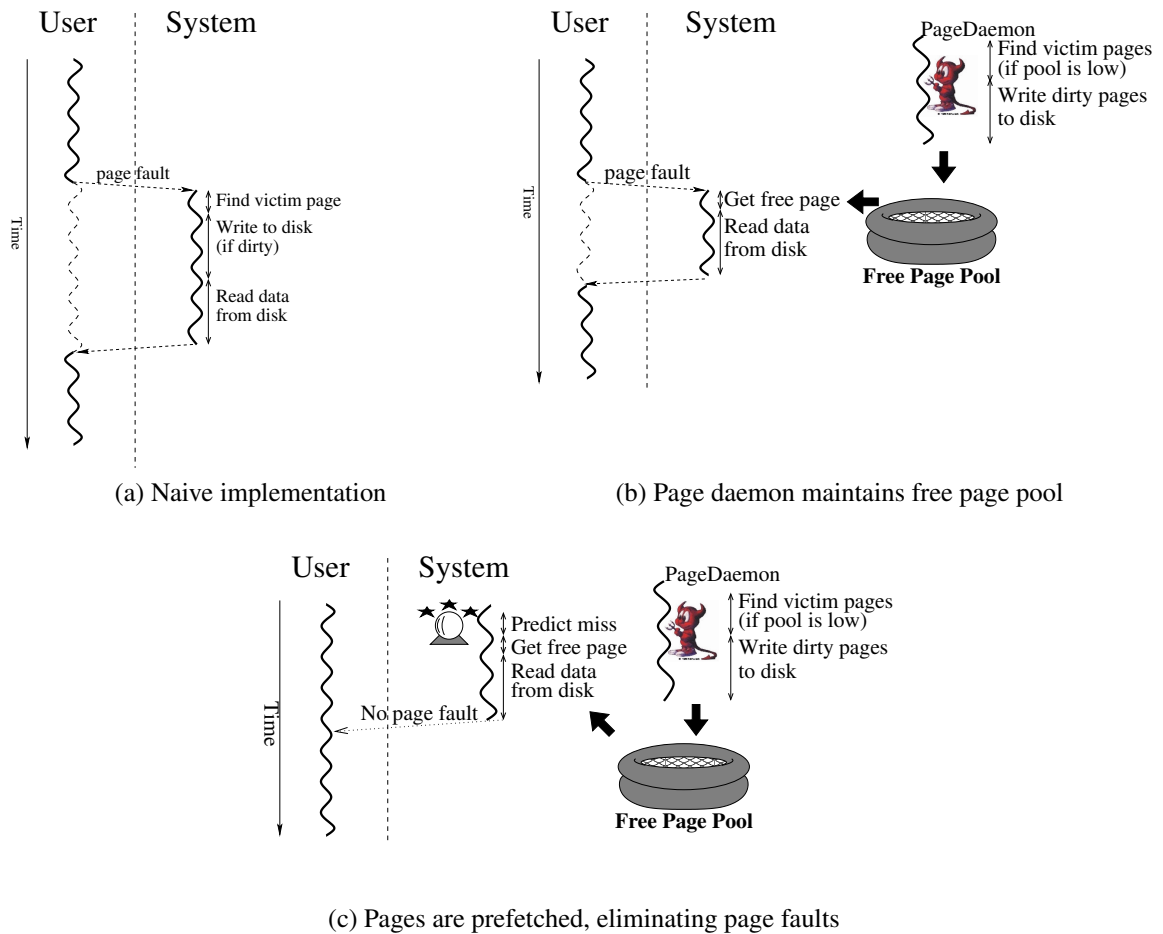 User
System
Time
page fault
Find victim page
Write to disk
(if dirty)
Read data
from disk
(a) Naive implementation
User
System
Time
page fault
Get free page
Read data
from disk
PageDaemon
Find victim pages
(if pool is low)
Write dirty pages
to disk
Free Page Pool
(b) Page daemon maintains free page pool
User
System
Time
Predict miss
Get free page
Read data
from disk
No page fault
PageDaemon
Find victim pages
(if pool is low)
Write dirty pages
to disk
Free Page Pool
(c) Pages are prefetched, eliminating page faults